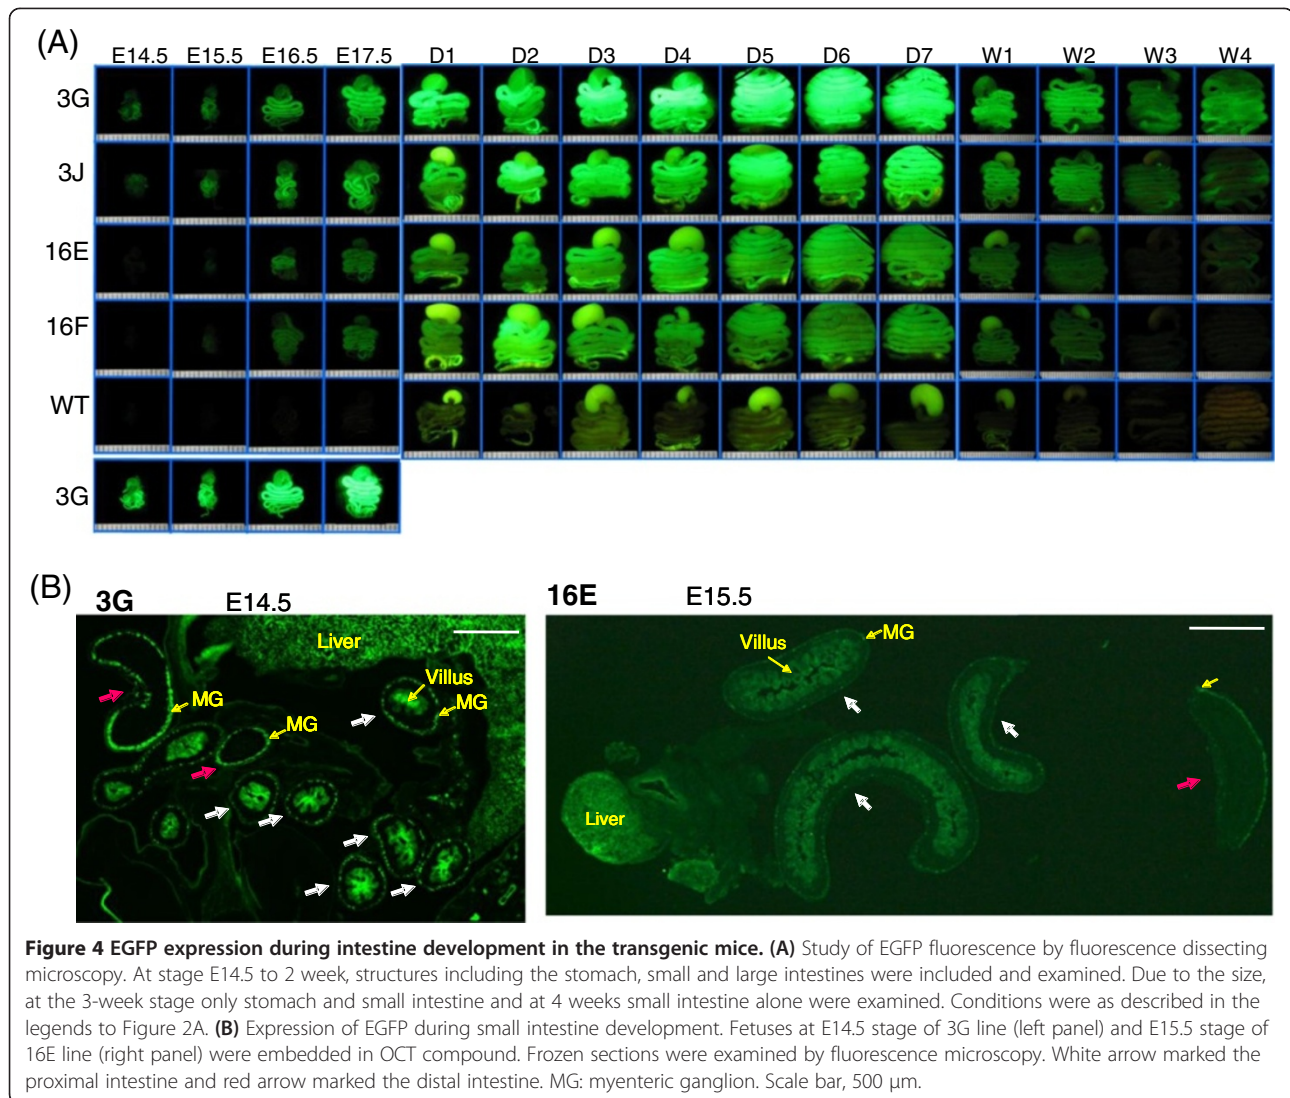 (A)
E14.5 E15.5 E16.5 E17.5 D1 D2 D3 D4 D5 D6 D7 W1 W2 W3 W4
3G
3J
16E
16F
WT
3G
(B) 3G E14.5
Liver
Villus
MG
MG
MG
16E E15.5
Villus
MG
Liver
Figure 4 EGFP expression during intestine development in the transgenic mice. (A) Study of EGFP fluorescence by fluorescence dissecting
microscopy. At stage E14.5 to 2 week, structures including the stomach, small and large intestines were included and examined. Due to the size,
at the 3-week stage only stomach and small intestine and at 4 weeks small intestine alone were examined. Conditions were as described in the
legends to Figure 2A. (B) Expression of EGFP during small intestine development. Fetuses at E14.5 stage of 3G line (left panel) and E15.5 stage of
16E line (right panel) were embedded in OCT compound. Frozen sections were examined by fluorescence microscopy. White arrow marked the
proximal intestine and red arrow marked the distal intestine. MG: myenteric ganglion. Scale bar, 500 μm.